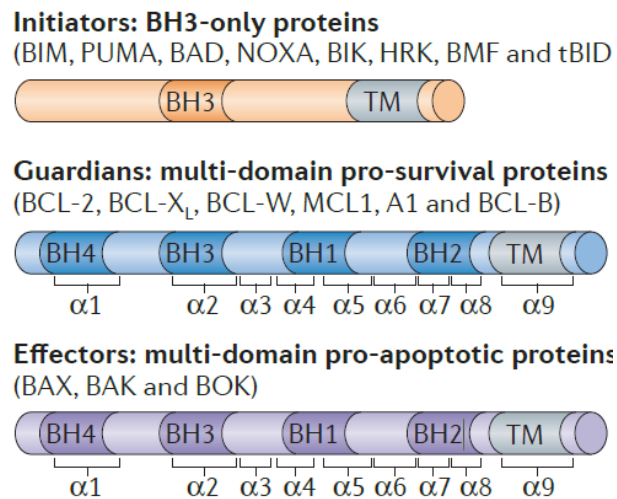 Initiators: BH3-only proteins
(BIM, PUMA, BAD, NOXA, BIK, HRK, BMF and tBID
BH3 TM
Guardians: multi-domain pro-survival proteins
(BCL-2, BCL-X_L, BCL-W, MCL1, A1 and BCL-B)
BH4 BH3 BH1 BH2 TM
α1 α2 α3 α4 α5 α6 α7 α8 α9
Effectors: multi-domain pro-apoptotic proteins
(BAX, BAK and BOK)
BH4 BH3 BH1 BH2 TM
α1 α2 α3 α4 α5 α6 α7 α8 α9